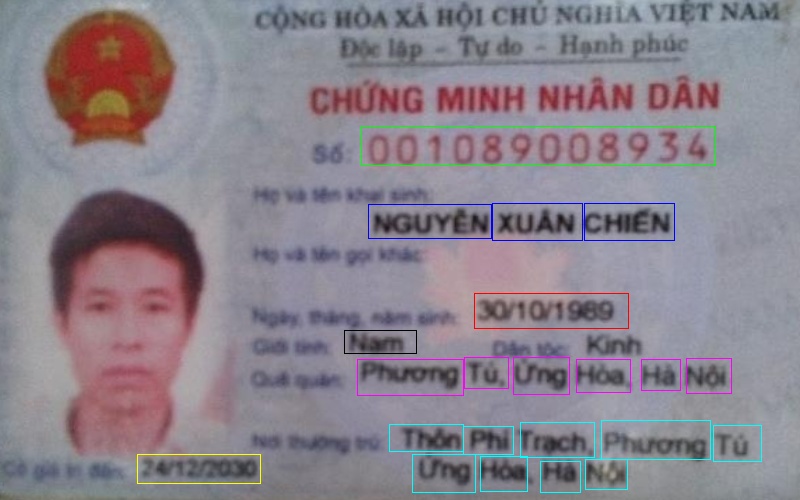 CỘNG HÒA XÃ HỘI CHỦ NGHĨA VIỆT NAM
Độc lập - Tự do - Hạnh phúc
CHỨNG MINH NHÂN DÂN
Số: 001089008934
Họ và tên khai sinh:
NGUYỄN XUÂN CHIẾN
Họ và tên gọi khác:
Ngày, tháng, năm sinh: 30/10/1989
Giới tính: Nam Dân tộc: Kinh
Quê quán: Phương Tú, Ứng Hòa, Hà Nội
Nơi thường trú: Thôn Phí Trạch, Phương Tú
Có giá trị đến: 24/12/2030 Ứng Hòa, Hà Nội